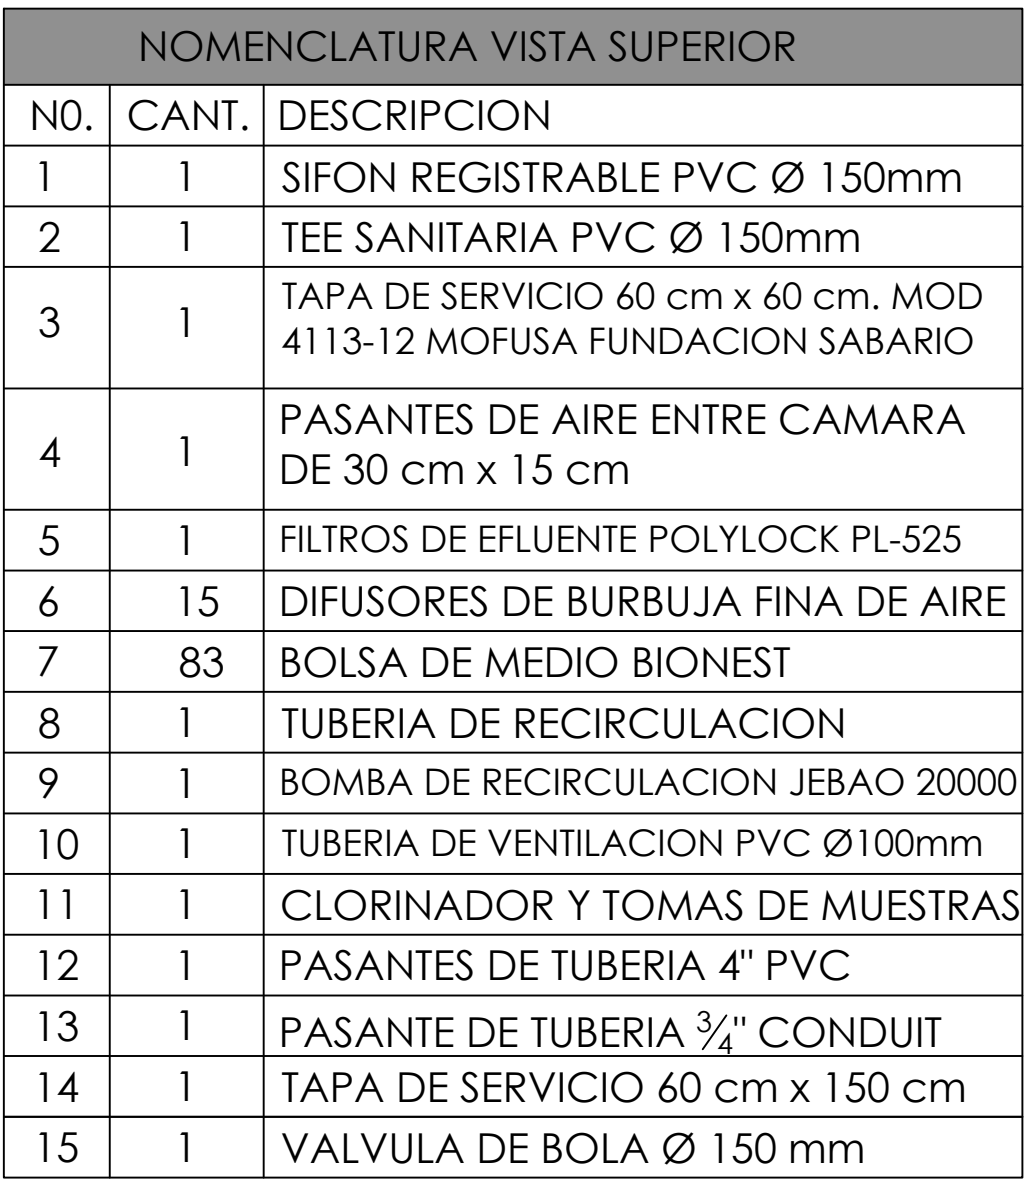 NOMENCLATURA VISTA SUPERIOR
N0. CANT. DESCRIPCION
1 1 SIFON REGISTRABLE PVC Ø 150mm
2 1 TEE SANITARIA PVC Ø 150mm
3 1 TAPA DE SERVICIO 60 cm x 60 cm. MOD
4113-12 MOFUSA FUNDACION SABARIO
4 1 PASANTES DE AIRE ENTRE CAMARA
DE 30 cm x 15 cm
5 1 FILTROS DE EFLUENTE POLYLOCK PL-525
6 15 DIFUSORES DE BURBUJA FINA DE AIRE
7 83 BOLSA DE MEDIO BIONEST
8 1 TUBERIA DE RECIRCULACION
9 1 BOMBA DE RECIRCULACION JEBAO 20000
10 1 TUBERIA DE VENTILACION PVC Ø100mm
11 1 CLORINADOR Y TOMAS DE MUESTRAS
12 1 PASANTES DE TUBERIA 4" PVC
13 1 PASANTE DE TUBERIA ¾" CONDUIT
14 1 TAPA DE SERVICIO 60 cm x 150 cm
15 1 VALVULA DE BOLA Ø 150 mm